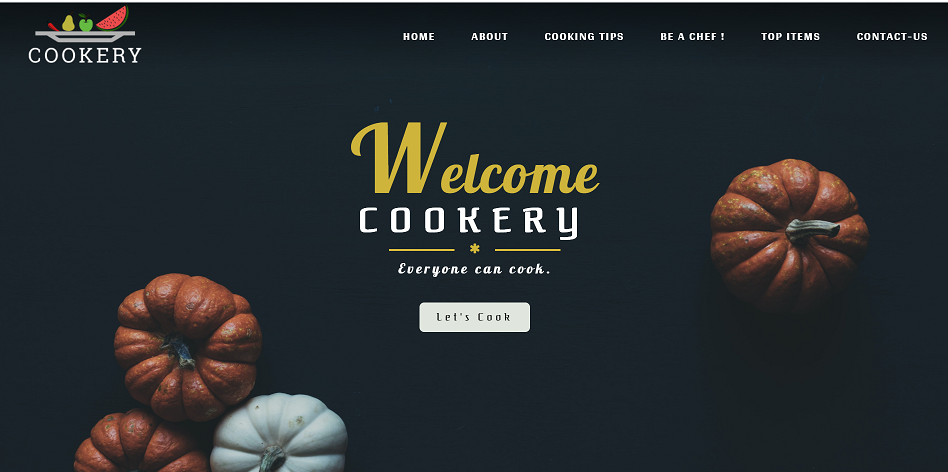 COOKERY
HOME ABOUT COOKING TIPS BE A CHEF ! TOP ITEMS CONTACT-US
Welcome
COOKERY
Everyone can cook.
Let's Cook